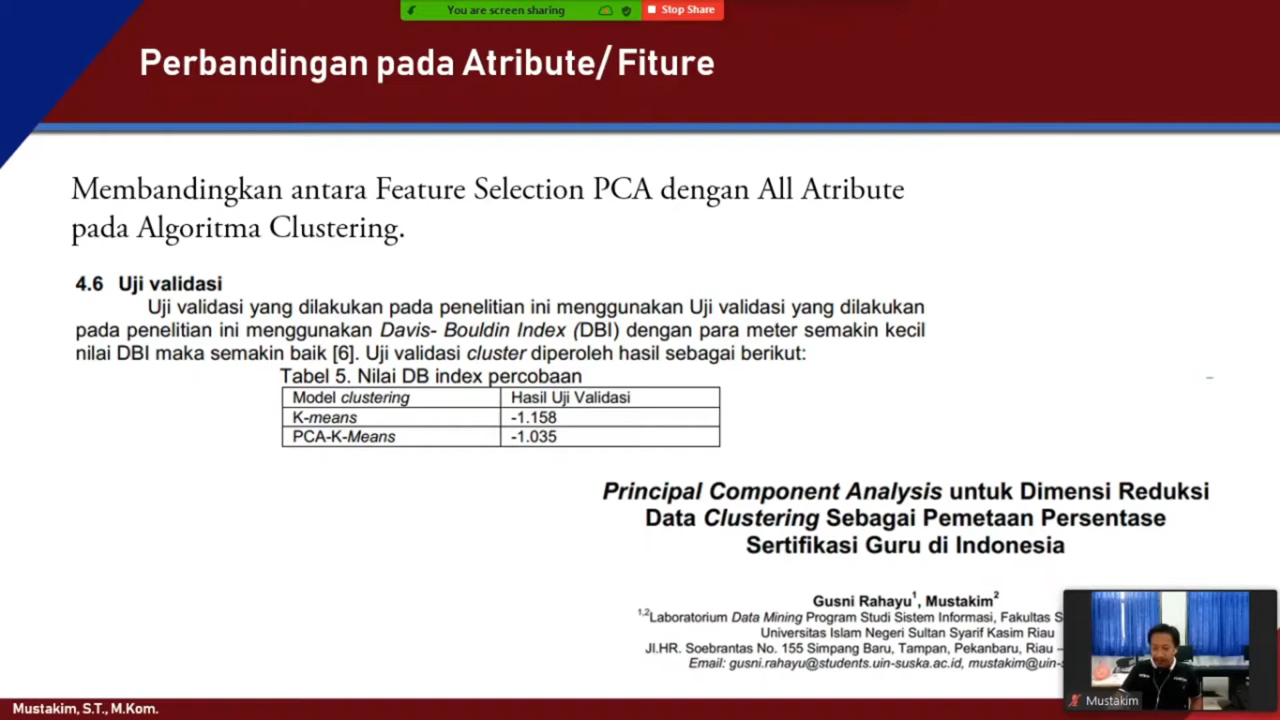 You are screen sharing
Stop Share
Perbandingan pada Atribute/ Fiture
Membandingkan antara Feature Selection PCA dengan All Atribute
pada Algoritma Clustering.
4.6 Uji validasi
Uji validasi yang dilakukan pada penelitian ini menggunakan Uji validasi yang dilakukan
pada penelitian ini menggunakan Davis- Bouldin Index (DBI) dengan para meter semakin kecil
nilai DBI maka semakin baik [6]. Uji validasi cluster diperoleh hasil sebagai berikut:
Tabel 5. Nilai DB index percobaan
Model clustering Hasil Uji Validasi
K-means -1.158
PCA-K-Means -1.035
Principal Component Analysis untuk Dimensi Reduksi
Data Clustering Sebagai Pemetaan Persentase
Sertifikasi Guru di Indonesia
Gusni Rahayu1, Mustakim2
1,2Laboratorium Data Mining Program Studi Sistem Informasi, Fakultas S
Universitas Islam Negeri Sultan Syarif Kasim Riau
Jl.HR. Soebrantas No. 155 Simpang Baru, Tampan, Pekanbaru, Riau –
Email: gusni.rahayu@students.uin-suska.ac.id, mustakim@uin-s
Mustakim
Mustakim, S.T., M.Kom.